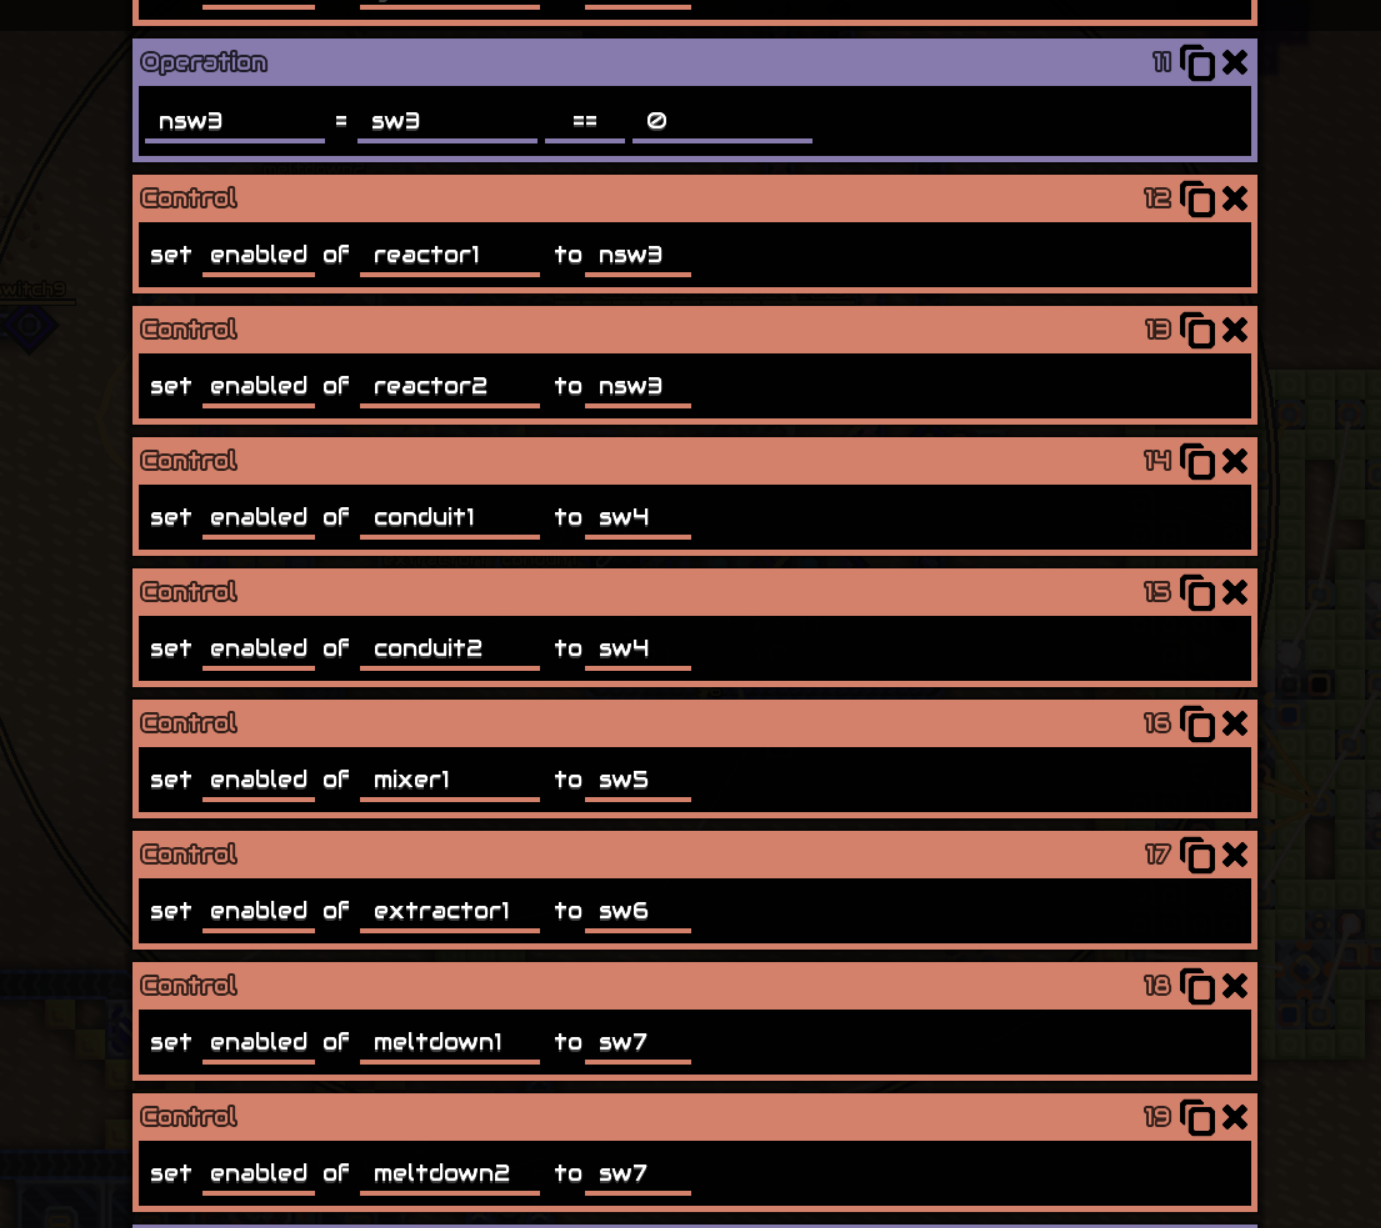 Operation 11
nsw3 = sw3 == 0
Control 12
set enabled of reactor1 to nsw3
Control 13
set enabled of reactor2 to nsw3
Control 14
set enabled of conduit1 to sw4
Control 15
set enabled of conduit2 to sw4
Control 16
set enabled of mixer1 to sw5
Control 17
set enabled of extractor1 to sw6
Control 18
set enabled of meltdown1 to sw7
Control 19
set enabled of meltdown2 to sw7